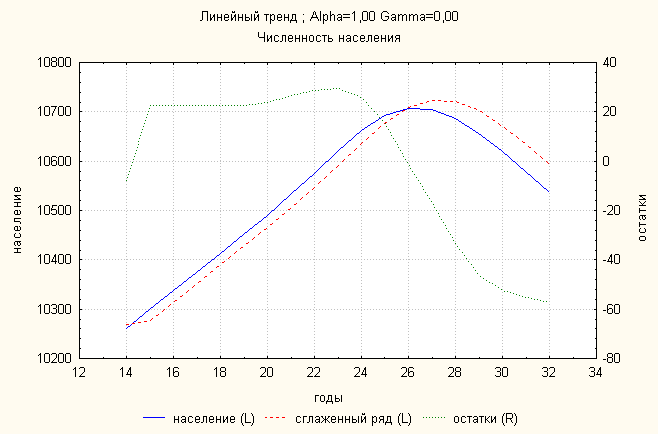 Линейный тренд ; Alpha=1,00 Gamma=0,00
Численность населения
10800
10700
10600
10500
10400
10300
10200
40
20
0
-20
-40
-60
-80
население
остатки
12 14 16 18 20 22 24 26 28 30 32 34
годы
население (L) сглаженный ряд (L) остатки (R)